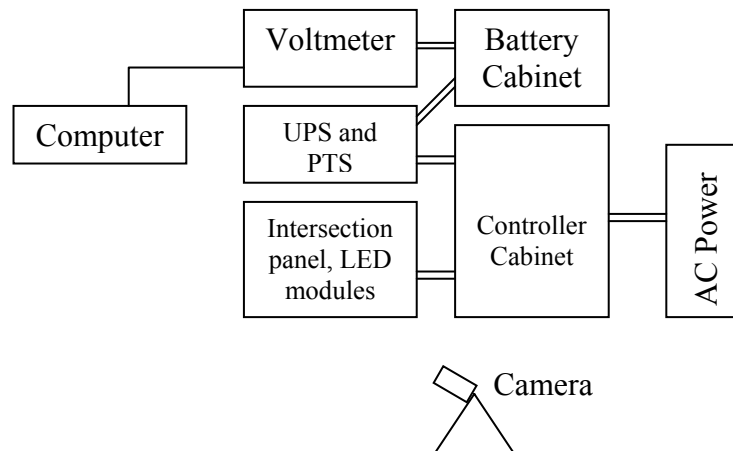 Voltmeter
Battery
Cabinet
Computer
UPS and
PTS
Intersection
panel, LED
modules
Controller
Cabinet
AC Power
Camera